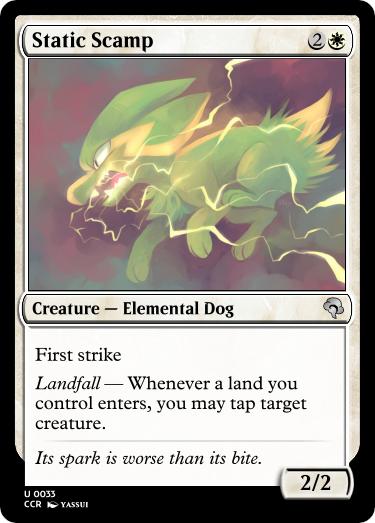 Static Scamp 2
Creature — Elemental Dog
First strike
Landfall — Whenever a land you
control enters, you may tap target
creature.
Its spark is worse than its bite.
2/2
U 0033
CCR YASSUI